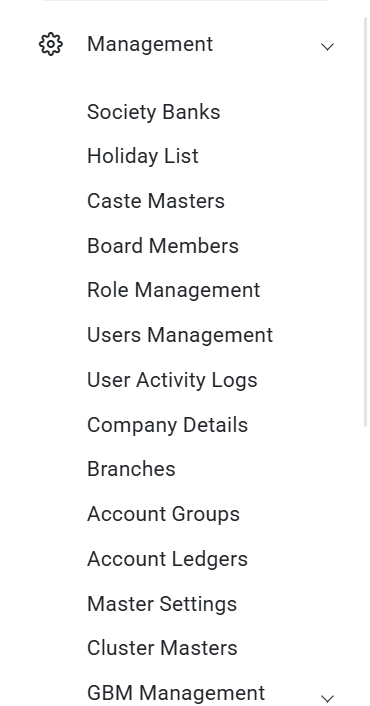 Management
Society Banks
Holiday List
Caste Masters
Board Members
Role Management
Users Management
User Activity Logs
Company Details
Branches
Account Groups
Account Ledgers
Master Settings
Cluster Masters
GBM Management